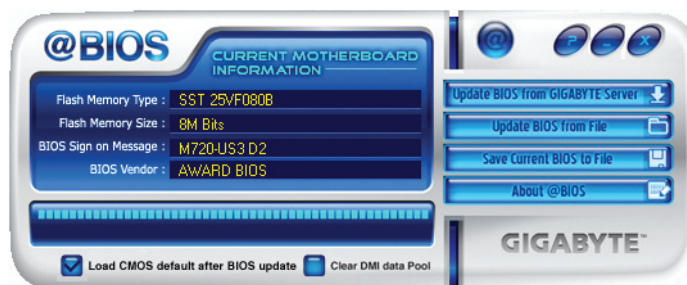 @BIOS
CURRENT MOTHERBOARD
INFORMATION
Flash Memory Type : SST 25VF080B
Flash Memory Size : 8M Bits
BIOS Sign on Message : M720-US3 D2
BIOS Vendor : AWARD BIOS
Load CMOS default after BIOS update
Clear DMI data Pool
@
? _ X
Update BIOS from GIGABYTE Server
Update BIOS from File
Save Current BIOS to File
About @BIOS
GIGABYTE™